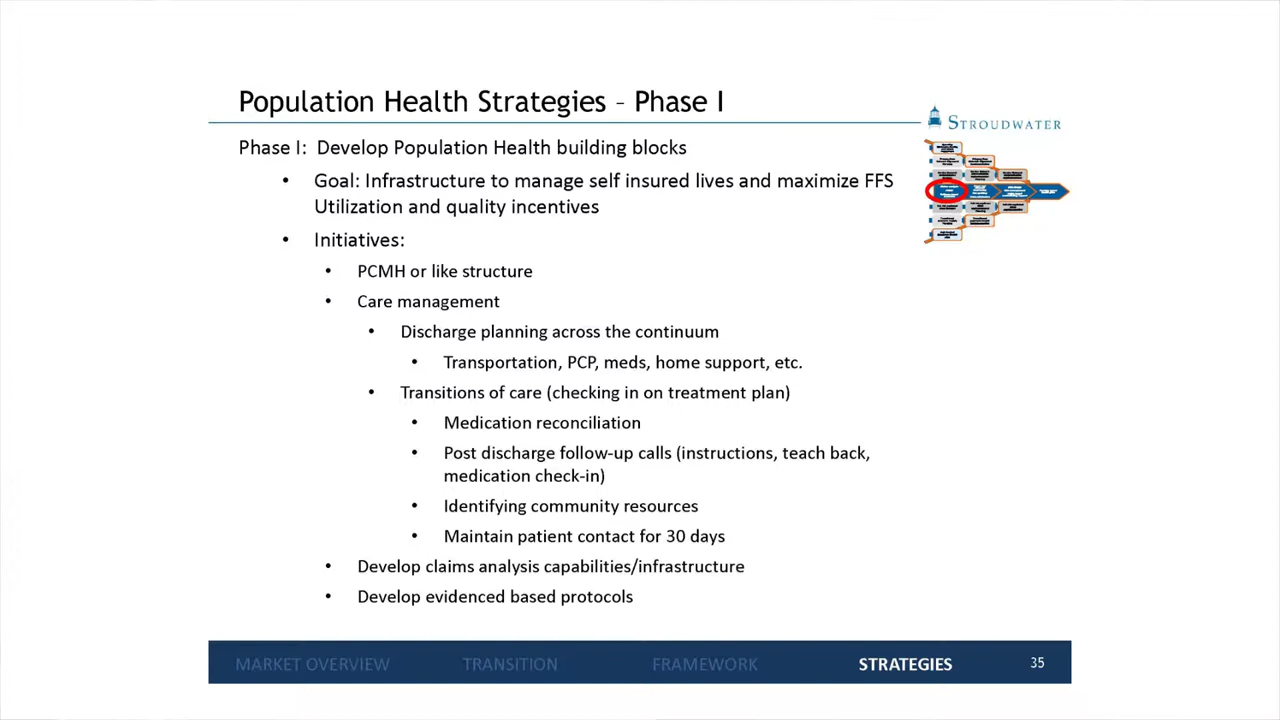 Population Health Strategies – Phase I
STROUDWATER
Phase I: Develop Population Health building blocks
• Goal: Infrastructure to manage self insured lives and maximize FFS
Utilization and quality incentives
• Initiatives:
• PCMH or like structure
• Care management
• Discharge planning across the continuum
• Transportation, PCP, meds, home support, etc.
• Transitions of care (checking in on treatment plan)
• Medication reconciliation
• Post discharge follow-up calls (instructions, teach back,
medication check-in)
• Identifying community resources
• Maintain patient contact for 30 days
• Develop claims analysis capabilities/infrastructure
• Develop evidenced based protocols
MARKET OVERVIEW TRANSITION FRAMEWORK STRATEGIES 35